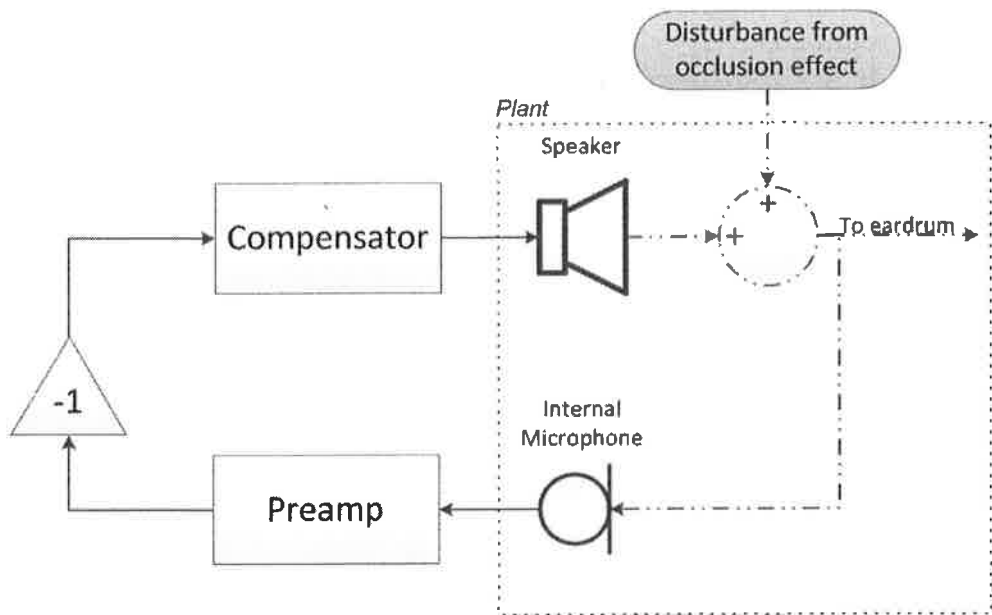 Disturbance from
occlusion effect
Plant
Speaker
+
+
To eardrum
Compensator
-1
Internal
Microphone
Preamp